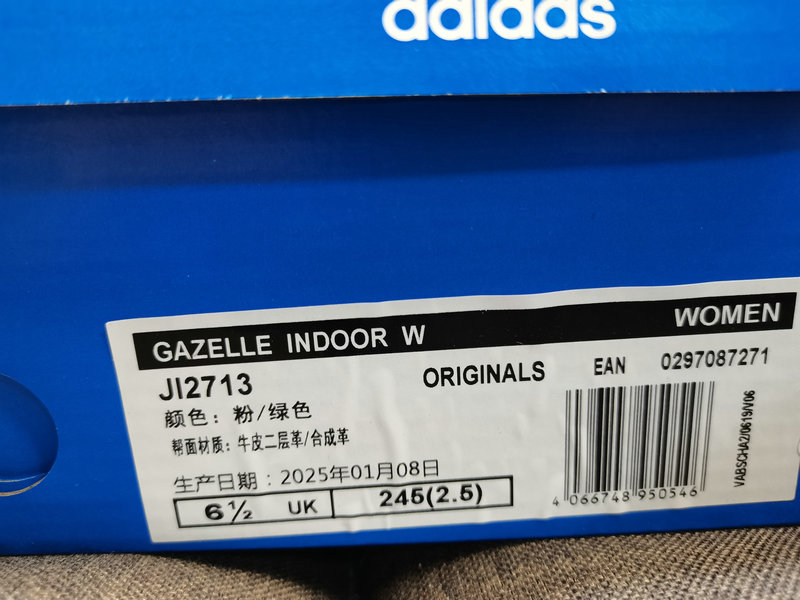 adidas
GAZELLE INDOOR W WOMEN
JI2713 ORIGINALS EAN 0297087271
颜色：粉/绿色
帮面材质：牛皮二层革/合成革
生产日期：2025年01月08日
6½ UK 245(2.5)
4 066748 950546
VABSCHA2/0619/V06